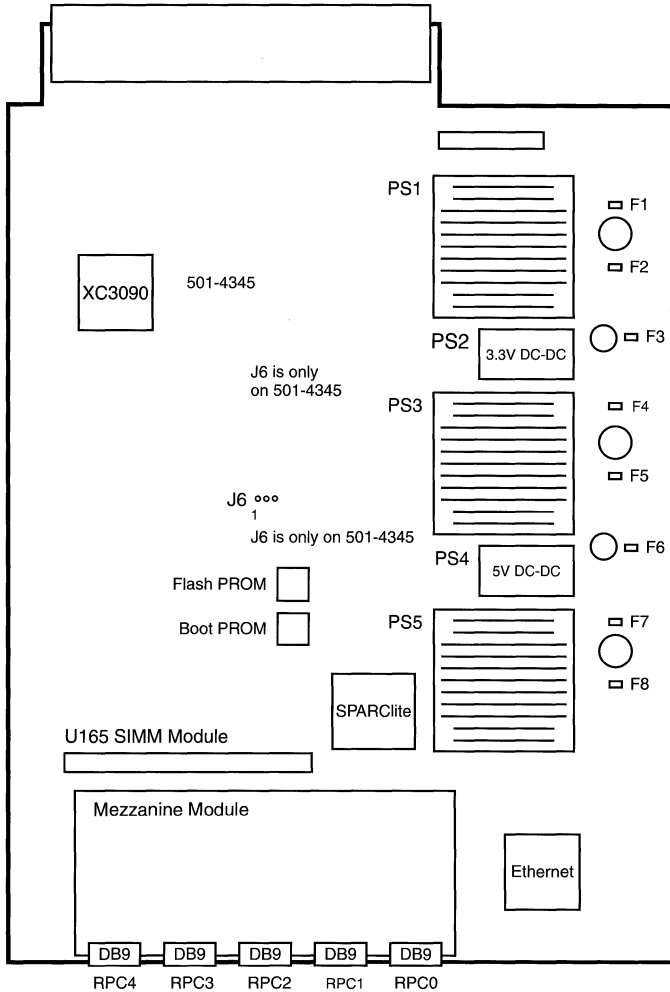 PS1
F1
F2
XC3090
501-4345
PS2
3.3V DC-DC
F3
J6 is only
on 501-4345
PS3
F4
F5
J6
1
J6 is only on 501-4345
PS4
5V DC-DC
F6
Flash PROM
Boot PROM
PS5
F7
F8
SPARClite
U165 SIMM Module
Mezzanine Module
Ethernet
DB9 DB9 DB9 DB9 DB9
RPC4 RPC3 RPC2 RPC1 RPC0